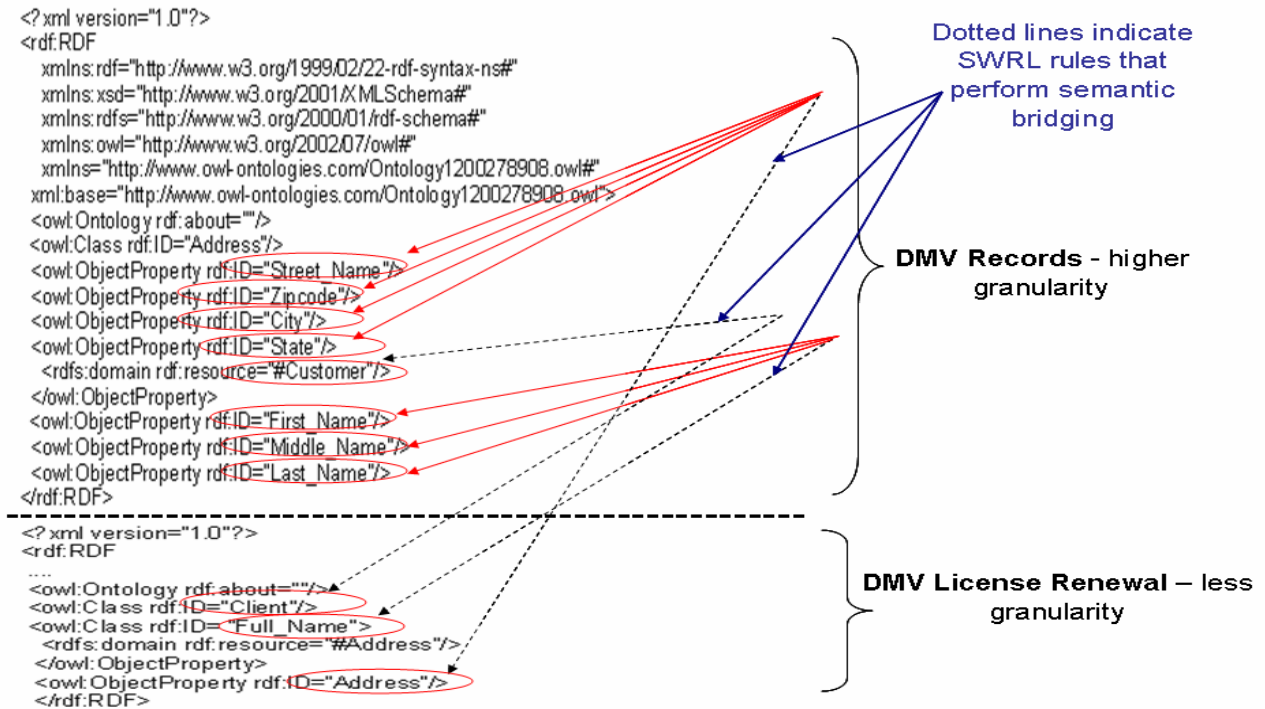 <?xml version="1.0"?>
<rdf:RDF
xmlns:rdf="http://www.w3.org/1999/02/22-rdf-syntax-ns#"
xmlns:xsd="http://www.w3.org/2001/XMLSchema#"
xmlns:rdfs="http://www.w3.org/2000/01/rdf-schema#"
xmlns:owl="http://www.w3.org/2002/07/owl#"
xmlns="http://www.owl-ontologies.com/Ontology1200278908.owl#"
xml:base="http://www.owl-ontologies.com/Ontology1200278908.owl">
<owl:Ontology rdf:about=""/>
<owl:Class rdf:ID="Address"/>
<owl:ObjectProperty rdf:ID="Street_Name"/>
<owl:ObjectProperty rdf:ID="Zipcode"/>
<owl:ObjectProperty rdf:ID="City"/>
<owl:ObjectProperty rdf:ID="State"/>
<rdfs:domain rdf:resource="#Customer"/>
</owl:ObjectProperty>
<owl:ObjectProperty rdf:ID="First_Name"/>
<owl:ObjectProperty rdf:ID="Middle_Name"/>
<owl:ObjectProperty rdf:ID="Last_Name"/>
</rdf:RDF>
Dotted lines indicate
SWRL rules that
perform semantic
bridging
DMV Records - higher
granularity
<?xml version="1.0"?>
<rdf:RDF
....
<owl:Ontology rdf:about=""/>
<owl:Class rdf:ID="Client"/>
<owl:Class rdf:ID="Full_Name">
<rdfs:domain rdf:resource="#Address"/>
</owl:ObjectProperty>
<owl:ObjectProperty rdf:ID="Address"/>
</rdf:RDF>
DMV License Renewal – less
granularity